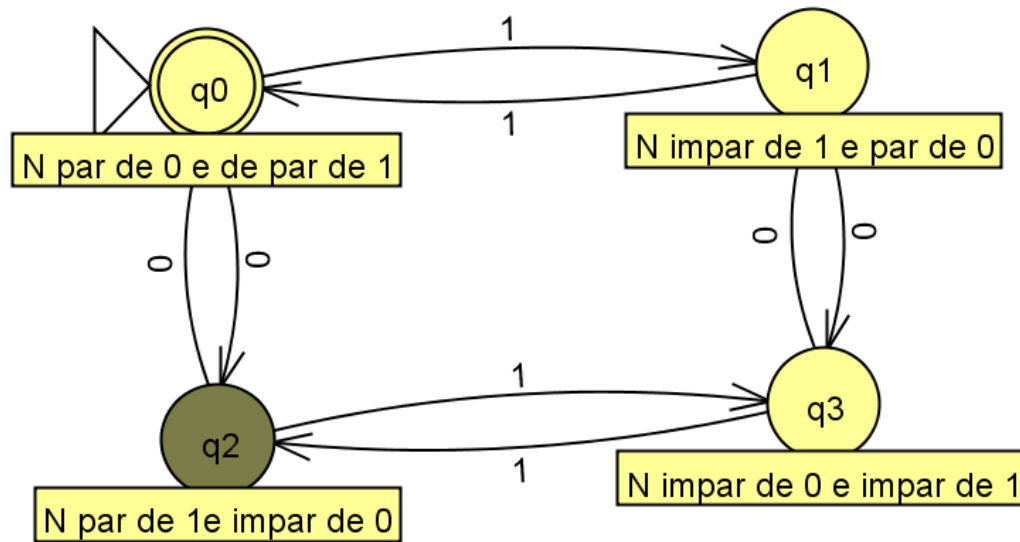 1
q0
q1
1
N par de 0 e de par de 1
N impar de 1 e par de 0
0
0
0
0
1
q2
q3
1
N par de 1e impar de 0
N impar de 0 e impar de 1